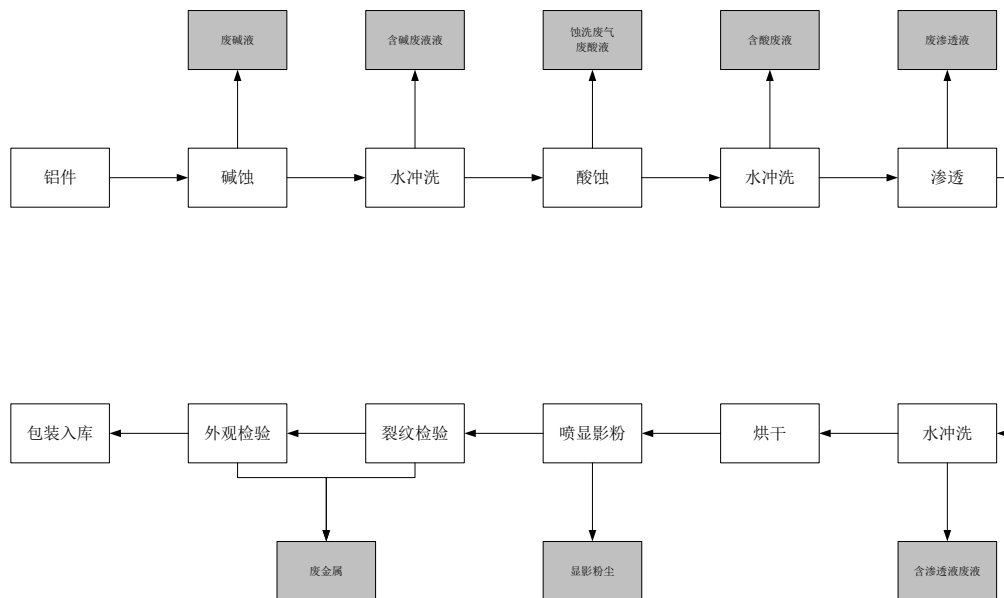 废碱液
含碱废液液
蚀洗废气
废酸液
含酸废液
废渗透液
铝件
碱蚀
水冲洗
酸蚀
水冲洗
渗透
包装入库
外观检验
裂纹检验
喷显影粉
烘干
水冲洗
废金属
显影粉尘
含渗透液废液